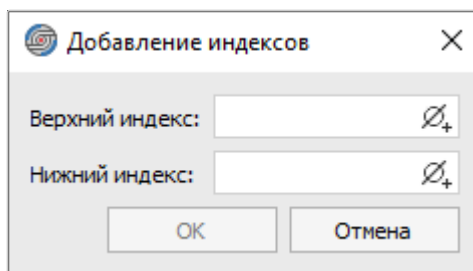 Добавление индексов
Верхний индекс:
Нижний индекс:
OK Отмена